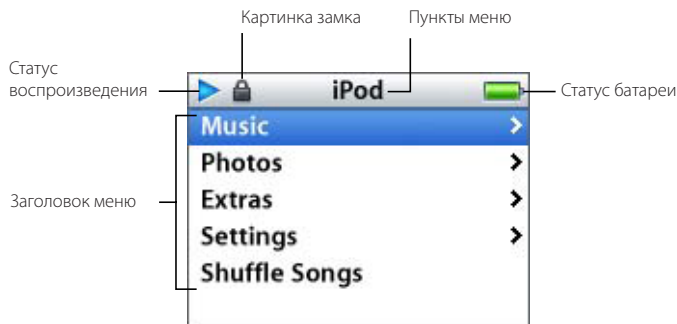 Картинка замка
Пункты меню
Статус
воспроизведения
iPod
Статус батареи
Music
Photos
Extras
Settings
Shuffle Songs
Заголовок меню